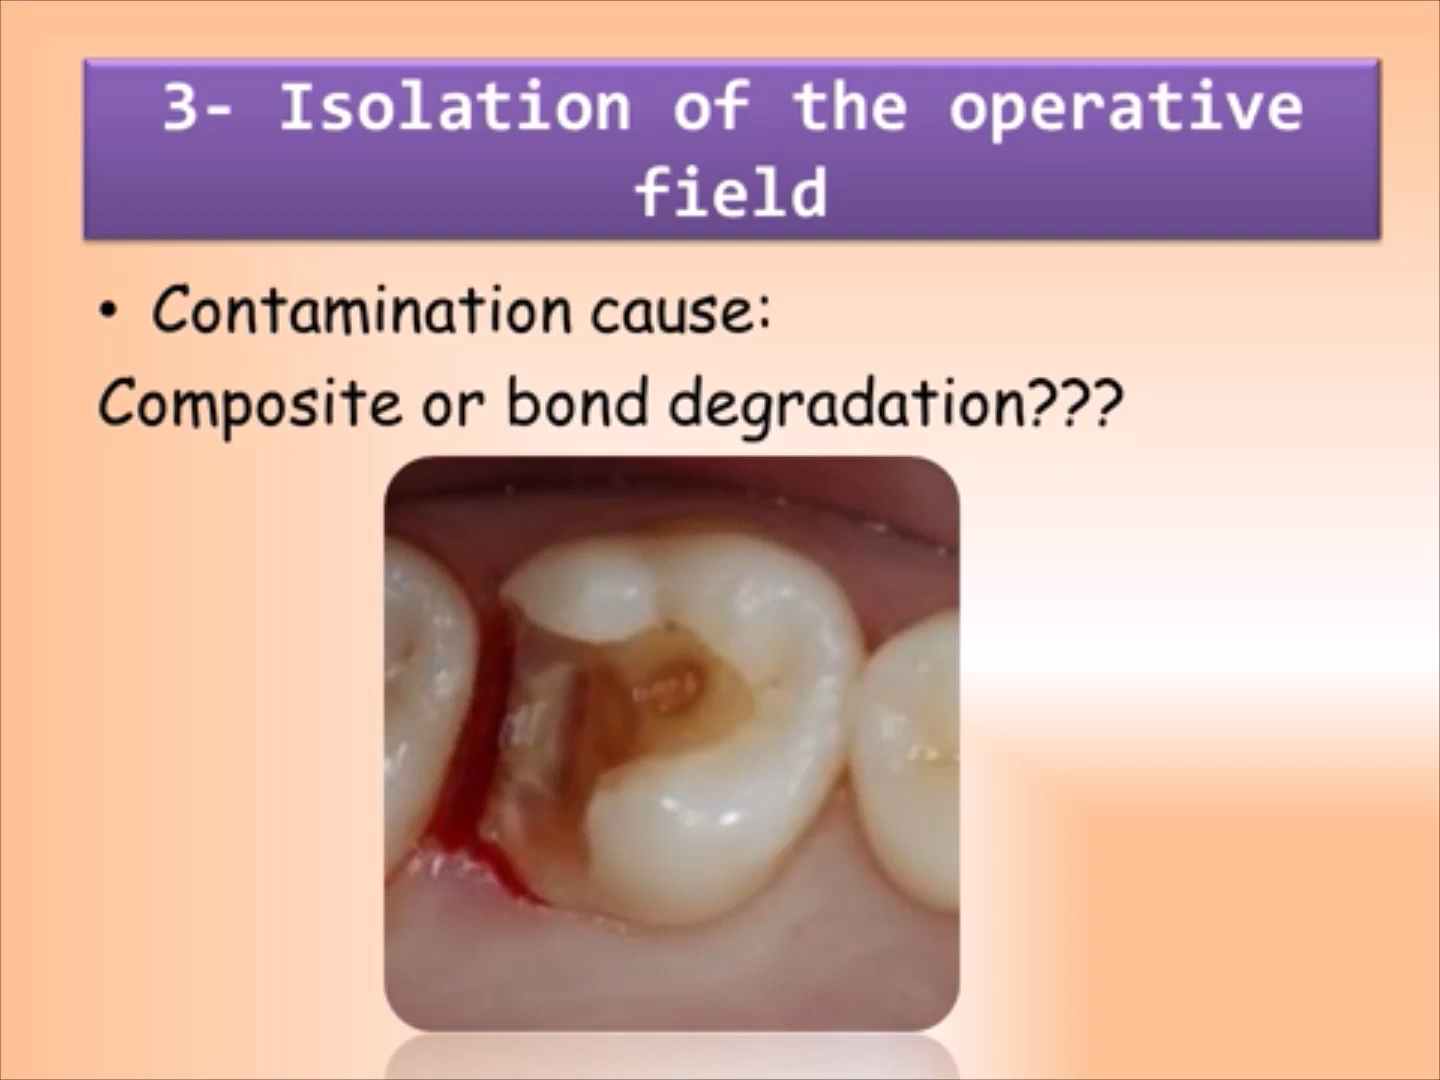 3- Isolation of the operative
field
• Contamination cause:
Composite or bond degradation???